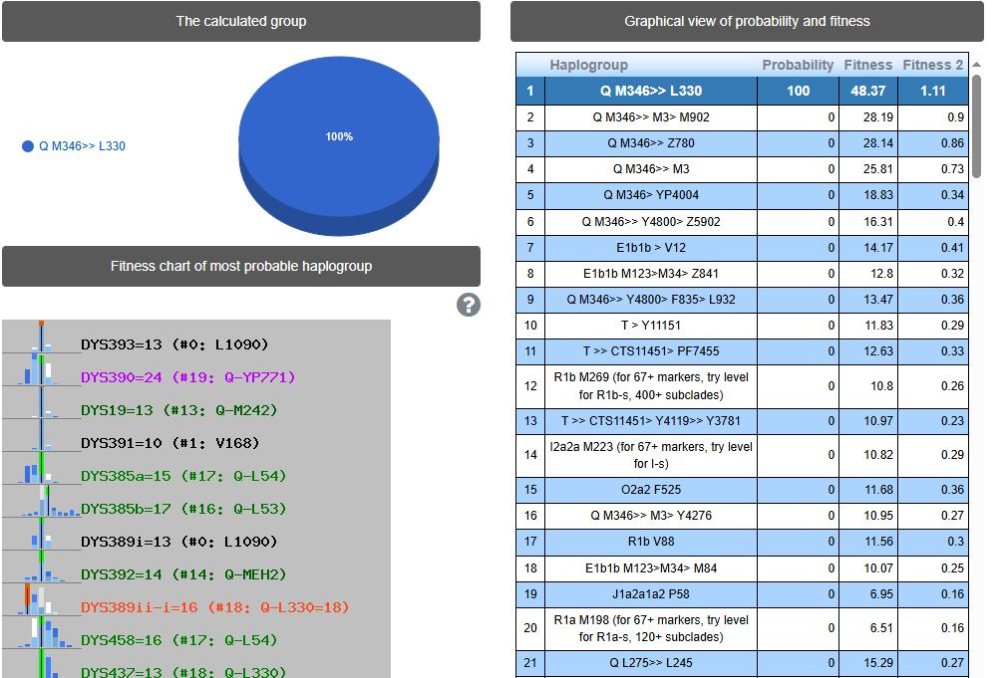 The calculated group
Q M346>> L330
100%
Fitness chart of most probable haplogroup
?
DYS393=13 (#0: L1090)
DYS390=24 (#19: Q-YP771)
DYS19=13 (#13: Q-M242)
DYS391=10 (#1: V168)
DYS385a=15 (#17: Q-L54)
DYS385b=17 (#16: Q-L53)
DYS389i=13 (#0: L1090)
DYS392=14 (#14: Q-MEH2)
DYS389ii-i=16 (#18: Q-L330=18)
DYS458=16 (#17: Q-L54)
DYS437=13 (#18: Q-L330)
Graphical view of probability and fitness
Haplogroup Probability Fitness Fitness 2
1 Q M346>> L330 100 48.37 1.11
2 Q M346>> M3> M902 0 28.19 0.9
3 Q M346>> Z780 0 28.14 0.86
4 Q M346>> M3 0 25.81 0.73
5 Q M346> YP4004 0 18.83 0.34
6 Q M346>> Y4800> Z5902 0 16.31 0.4
7 E1b1b > V12 0 14.17 0.41
8 E1b1b M123>M34> Z841 0 12.8 0.32
9 Q M346>> Y4800> F835> L932 0 13.47 0.36
10 T > Y11151 0 11.83 0.29
11 T >> CTS11451> PF7455 0 12.63 0.33
12 R1b M269 (for 67+ markers, try level 0 10.8 0.26
for R1b-s, 400+ subclades)
13 T >> CTS11451> Y4119>> Y3781 0 10.97 0.23
14 I2a2a M223 (for 67+ markers, try level 0 10.82 0.29
for I-s)
15 O2a2 F525 0 11.68 0.36
16 Q M346>> M3> Y4276 0 10.95 0.27
17 R1b V88 0 11.56 0.3
18 E1b1b M123>M34> M84 0 10.07 0.25
19 J1a2a1a2 P58 0 6.95 0.16
20 R1a M198 (for 67+ markers, try level 0 6.51 0.16
for R1a-s, 120+ subclades)
21 Q L275>> L245 0 15.29 0.27